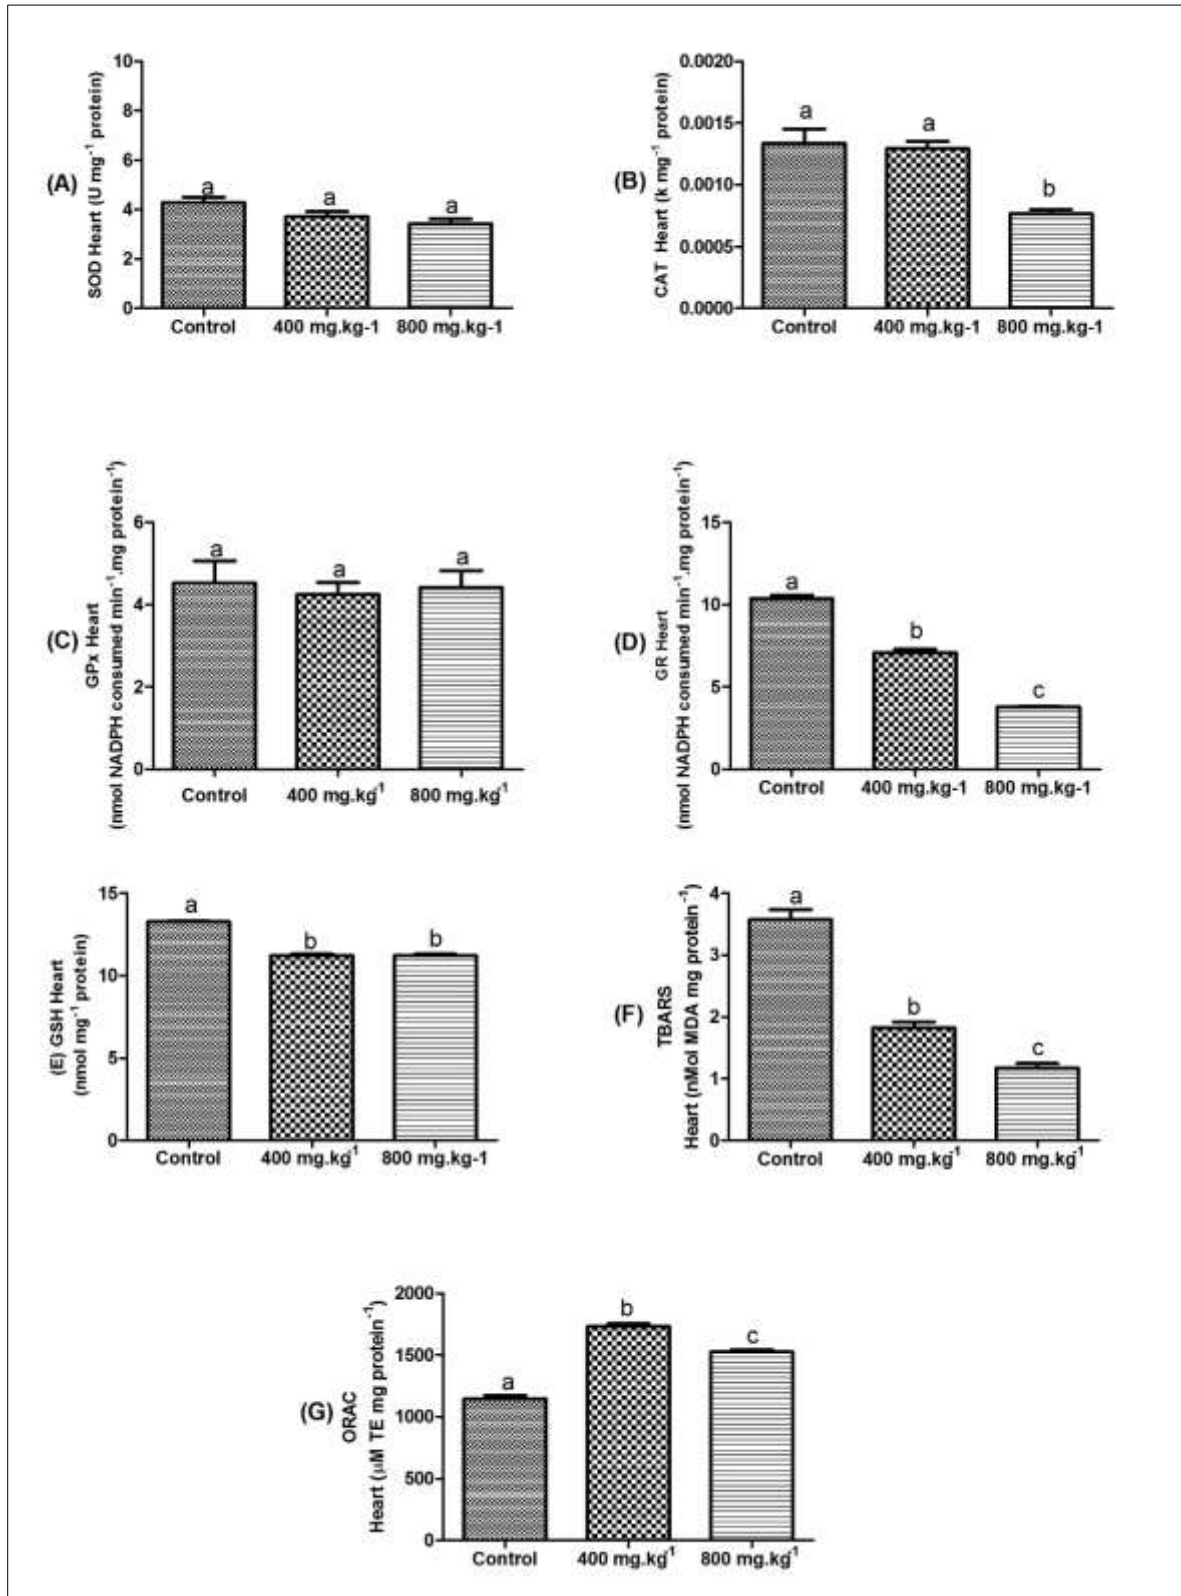 (A)
SOD Heart (U mg⁻¹ protein)
10
8
6
4
2
0
a
a
a
Control 400 mg.kg-1 800 mg.kg-1
(B)
CAT Heart (k mg⁻¹ protein)
0.0020
0.0015
0.0010
0.0005
0.0000
a
a
b
Control 400 mg.kg-1 800 mg.kg-1
(C)
GPx Heart
(nmol NADPH consumed min⁻¹.mg protein⁻¹)
6
4
2
0
a
a
a
Control 400 mg.kg⁻¹ 800 mg.kg⁻¹
(D)
GR Heart
(nmol NADPH consumed min⁻¹.mg protein⁻¹)
15
10
5
0
a
b
c
Control 400 mg.kg-1 800 mg.kg-1
(E) GSH Heart
(nmol mg⁻¹ protein)
15
10
5
0
a
b
b
Control 400 mg.kg⁻¹ 800 mg.kg-1
(F)
TBARS
Heart (nMol MDA mg protein⁻¹)
4
3
2
1
0
a
b
c
Control 400 mg.kg⁻¹ 800 mg.kg⁻¹
(G)
ORAC
Heart (µM TE mg protein⁻¹)
2000
1500
1000
500
0
a
b
c
Control 400 mg.kg⁻¹ 800 mg.kg⁻¹